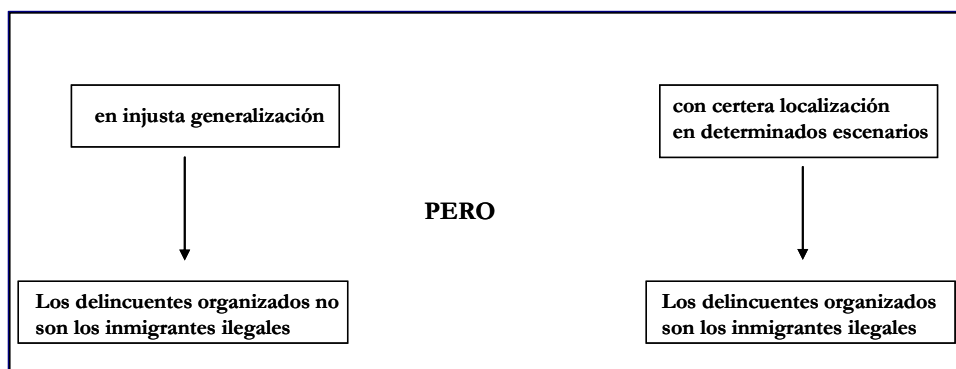 en injusta generalización
con certera localización
en determinados escenarios
PERO
Los delincuentes organizados no
son los inmigrantes ilegales
Los delincuentes organizados
son los inmigrantes ilegales